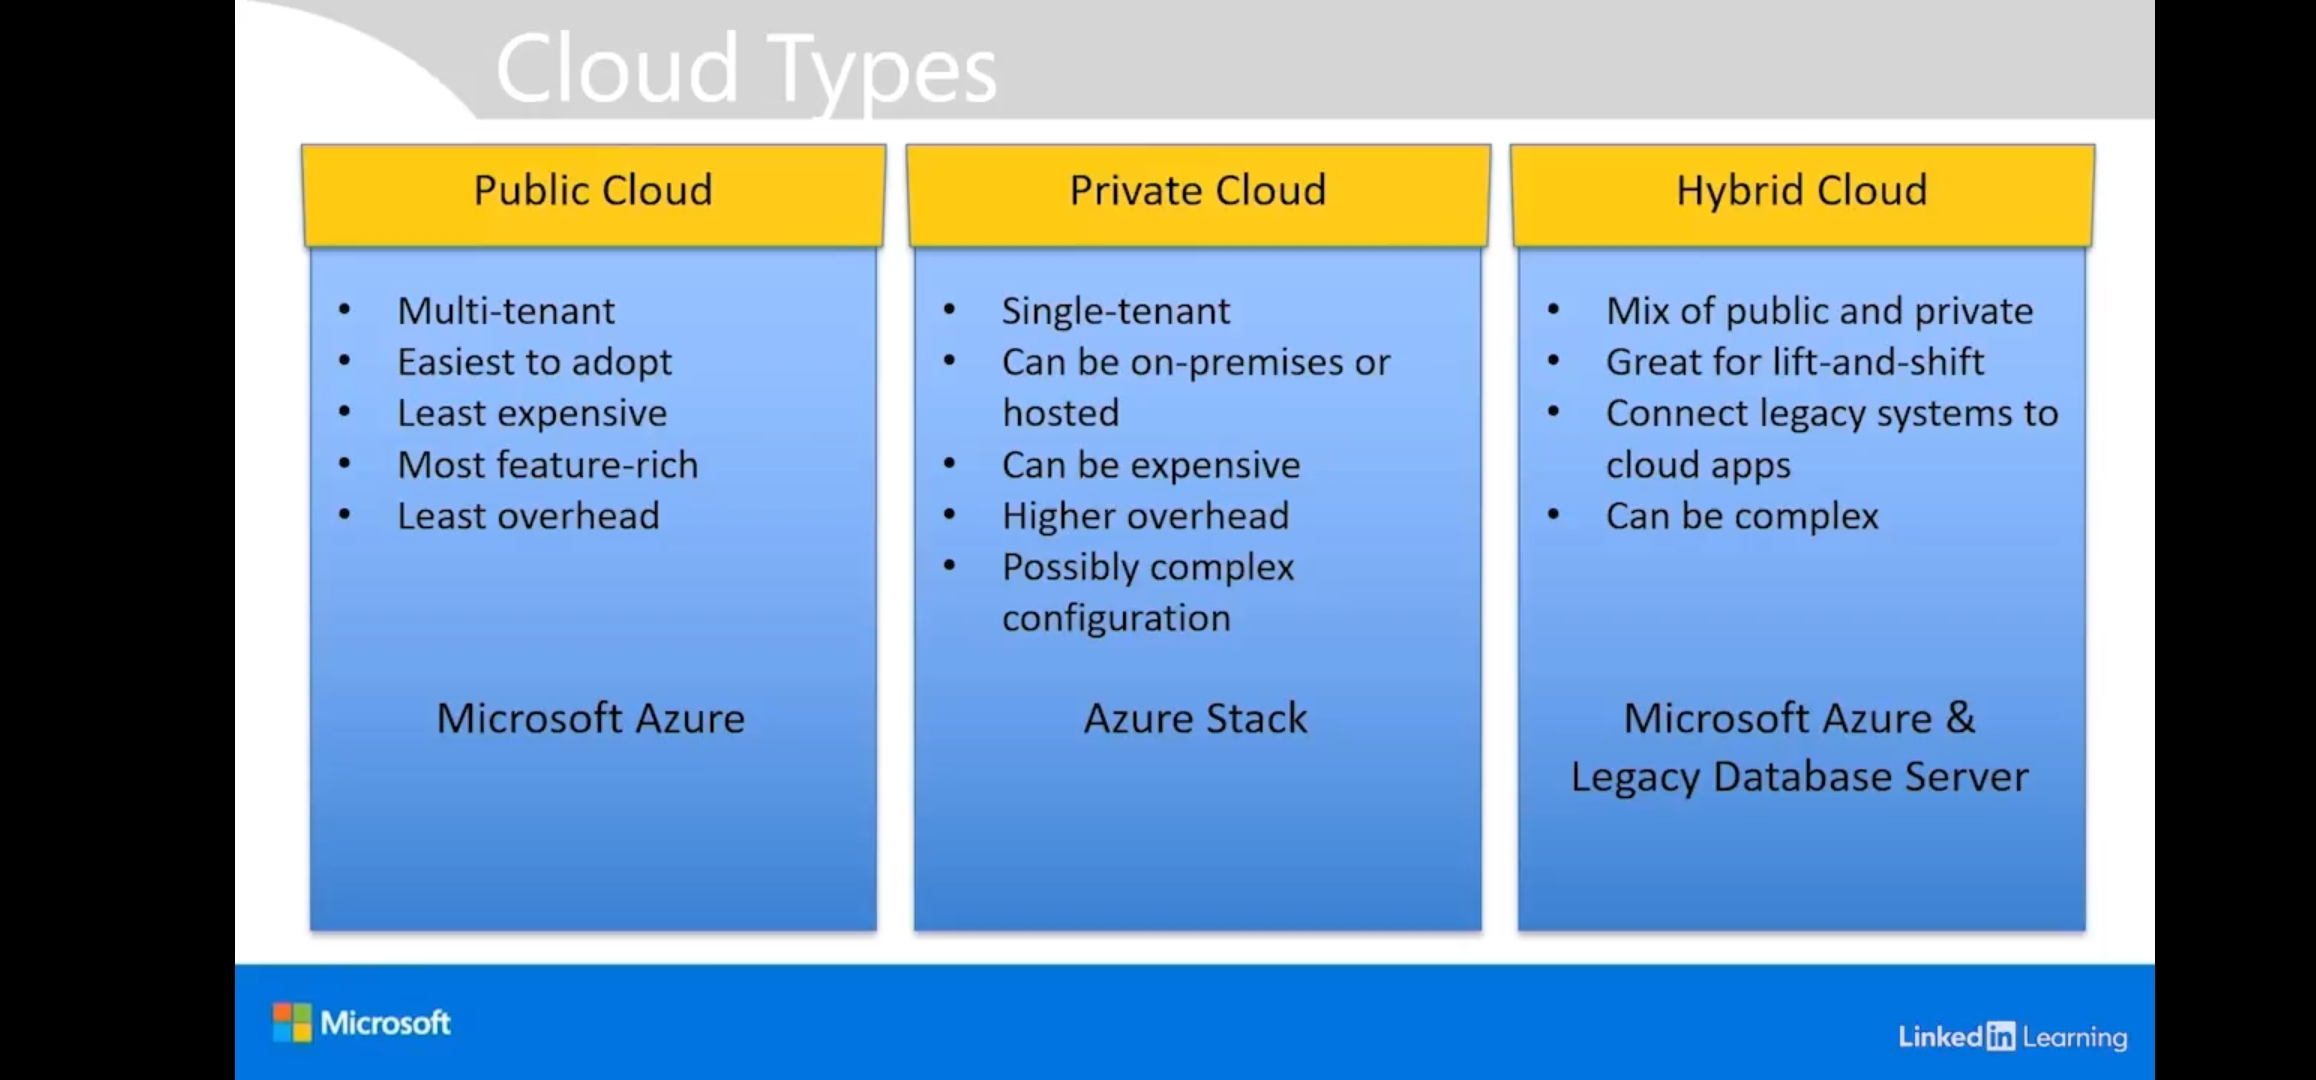 Cloud Types
Public Cloud
• Multi-tenant
• Easiest to adopt
• Least expensive
• Most feature-rich
• Least overhead
Microsoft Azure
Private Cloud
• Single-tenant
• Can be on-premises or
hosted
• Can be expensive
• Higher overhead
• Possibly complex
configuration
Azure Stack
Hybrid Cloud
• Mix of public and private
• Great for lift-and-shift
• Connect legacy systems to
cloud apps
• Can be complex
Microsoft Azure &
Legacy Database Server
Microsoft
Linked in Learning